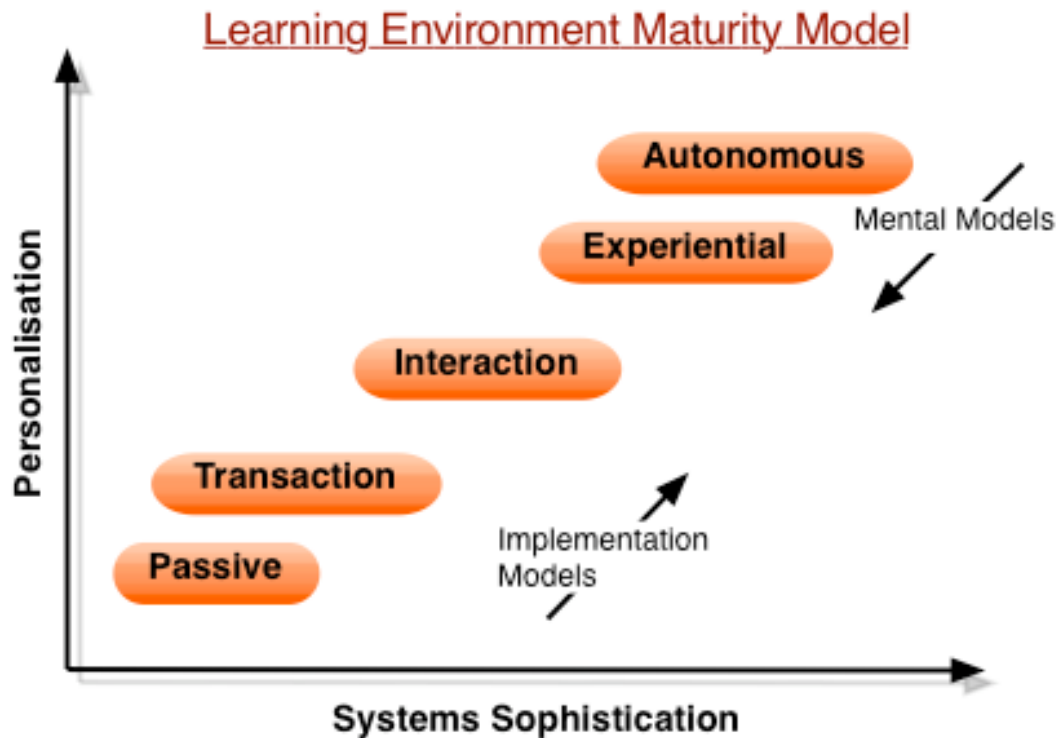 Learning Environment Maturity Model
Autonomous
Mental Models
Experiential
Interaction
Personalisation
Transaction
Implementation
Models
Passive
Systems Sophistication